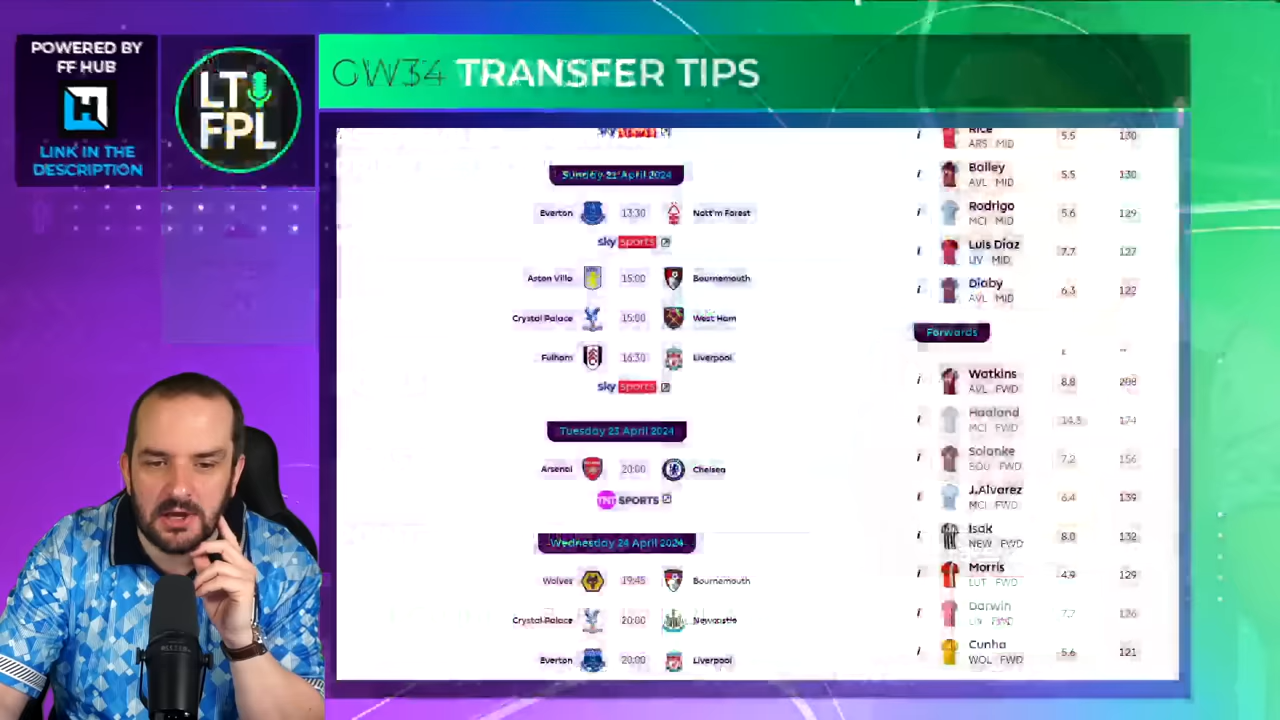 POWERED BY
FF HUB
LINK IN THE
DESCRIPTION
LT
FPL
GW34 TRANSFER TIPS
sky sports
Sunday 21 April 2024
Everton 13:30 Nott'm Forest
sky sports
Aston Villa 15:00 Bournemouth
Crystal Palace 15:00 West Ham
Fulham 16:30 Liverpool
sky sports
Tuesday 23 April 2024
Arsenal 20:00 Chelsea
TNT SPORTS
Wednesday 24 April 2024
Wolves 19:45 Bournemouth
Crystal Palace 20:00 Newcastle
Everton 20:00 Liverpool
i Rice 5.5 130
ARS MID
i Bailey 5.5 130
AVL MID
i Rodrigo 5.6 129
MCI MID
i Luis Díaz 7.7 127
LIV MID
i Diaby 6.3 122
AVL MID
Forwards
i Watkins 8.8 208
AVL FWD
i Haaland 14.3 174
MCI FWD
i Solanke 7.2 156
BOU FWD
i J.Alvarez 6.4 139
MCI FWD
i Isak 8.0 132
NEW FWD
i Morris 4.9 129
LUT FWD
i Darwin 7.7 126
LIV FWD
i Cunha 5.6 121
WOL FWD